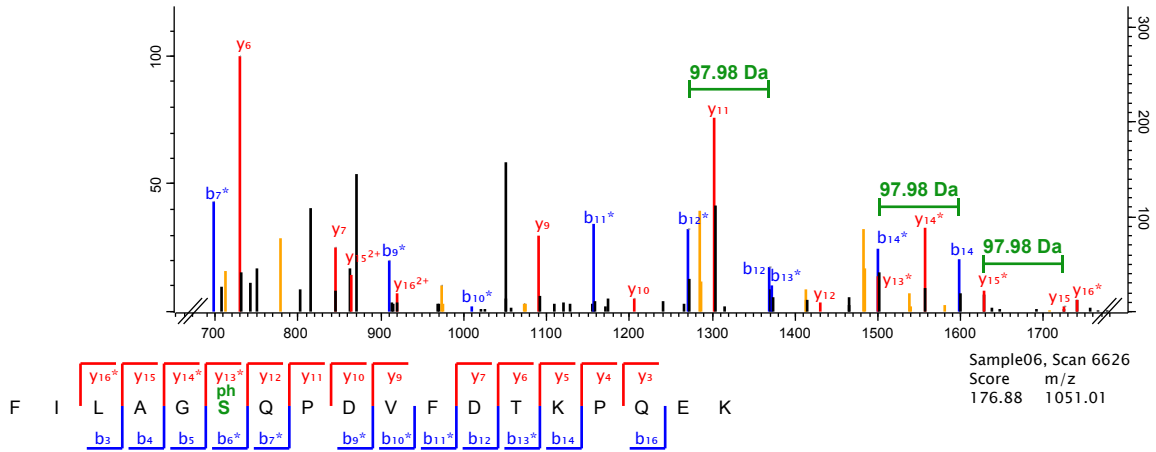 300
200
100
100
50
y6
b7*
y7
y15²⁺
b9*
y16²⁺
b10*
y9
b11*
y10
97.98 Da
y11
b12*
b12
b13*
y12
97.98 Da
b14*
y14*
y13*
b14
97.98 Da
y15*
y15
y16*
700 800 900 1000 1100 1200 1300 1400 1500 1600 1700
Sample06, Scan 6626
Score m/z
176.88 1051.01
y16* y15 y14* y13* y12 y11 y10 y9 y7 y6 y5 y4 y3
ph
F I L A G S Q P D V F D T K P Q E K
b3 b4 b5 b6* b7* b9* b10* b11* b12 b13* b14 b16